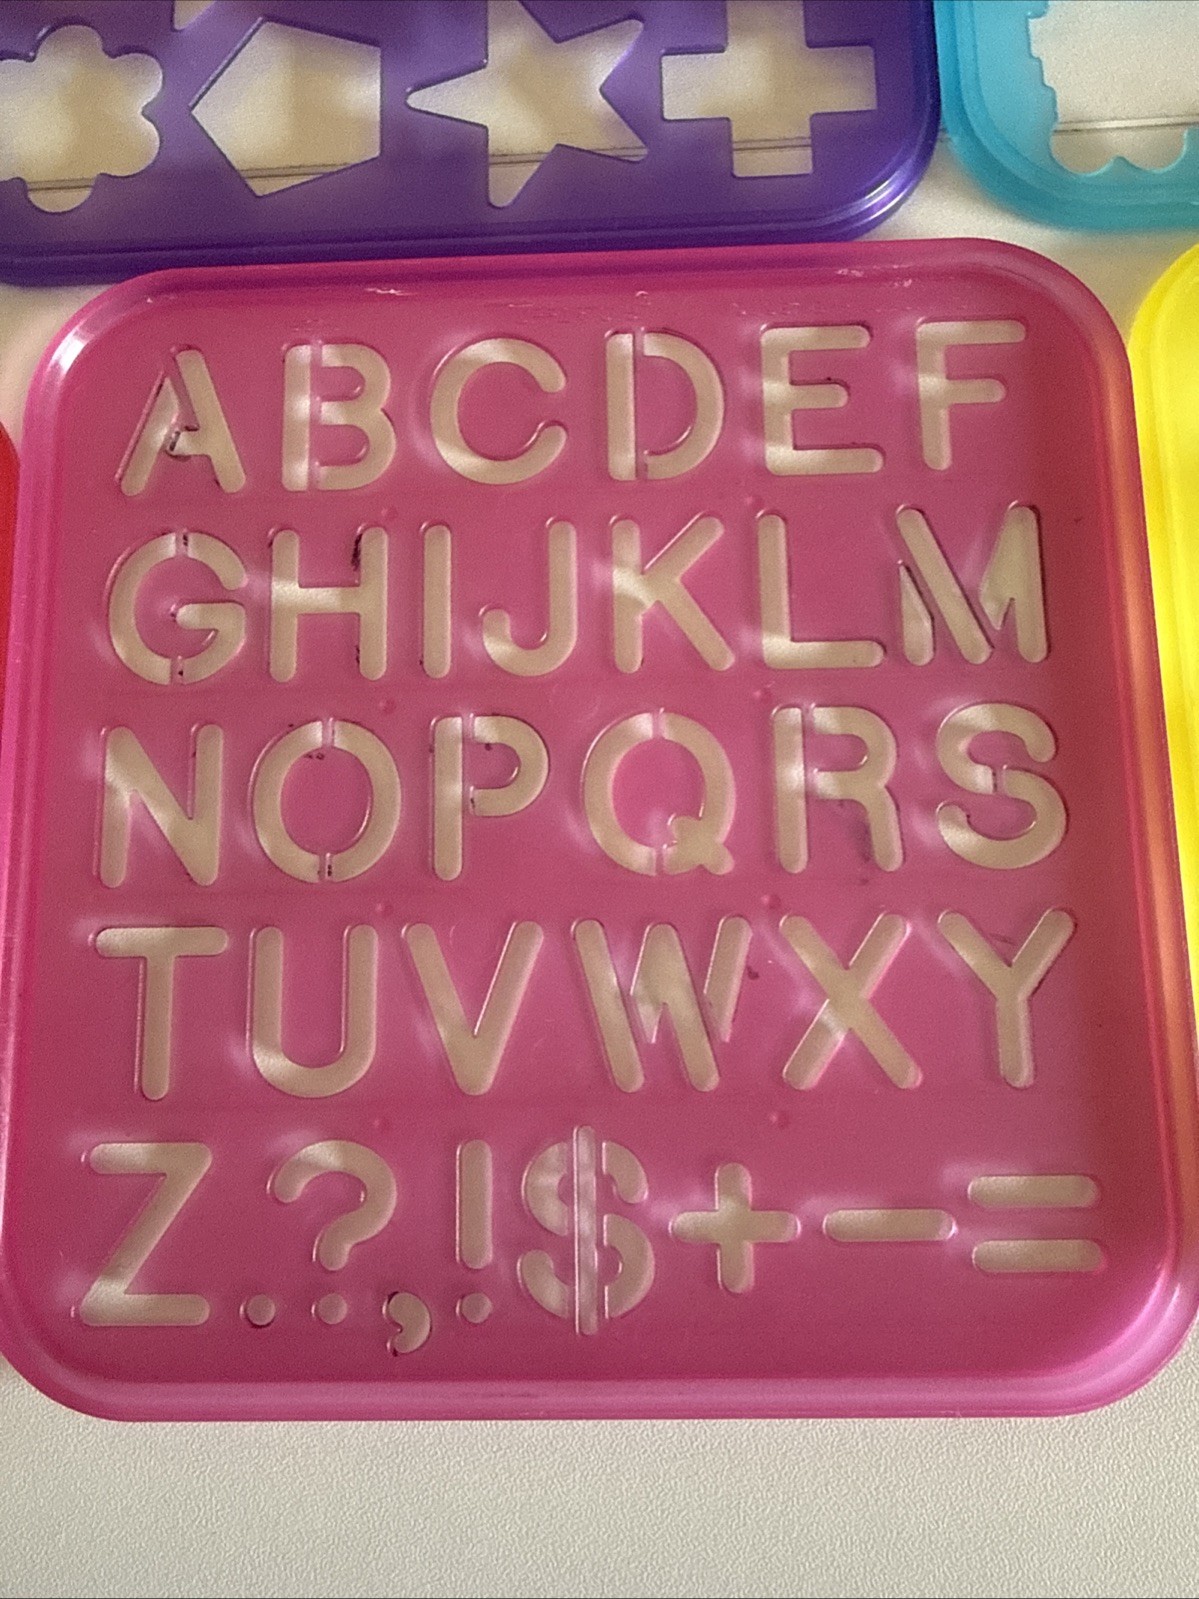 ABCDEF
GHIJKLM
NOPQRS
TUVWXY
Z.?,!$+-=